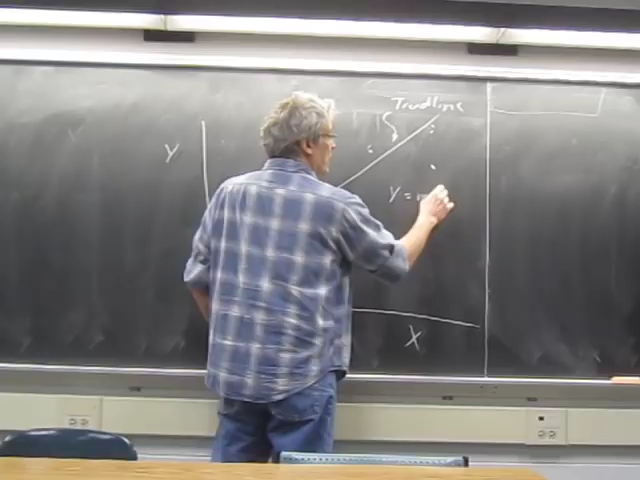 Trendline
Y
Y =
X